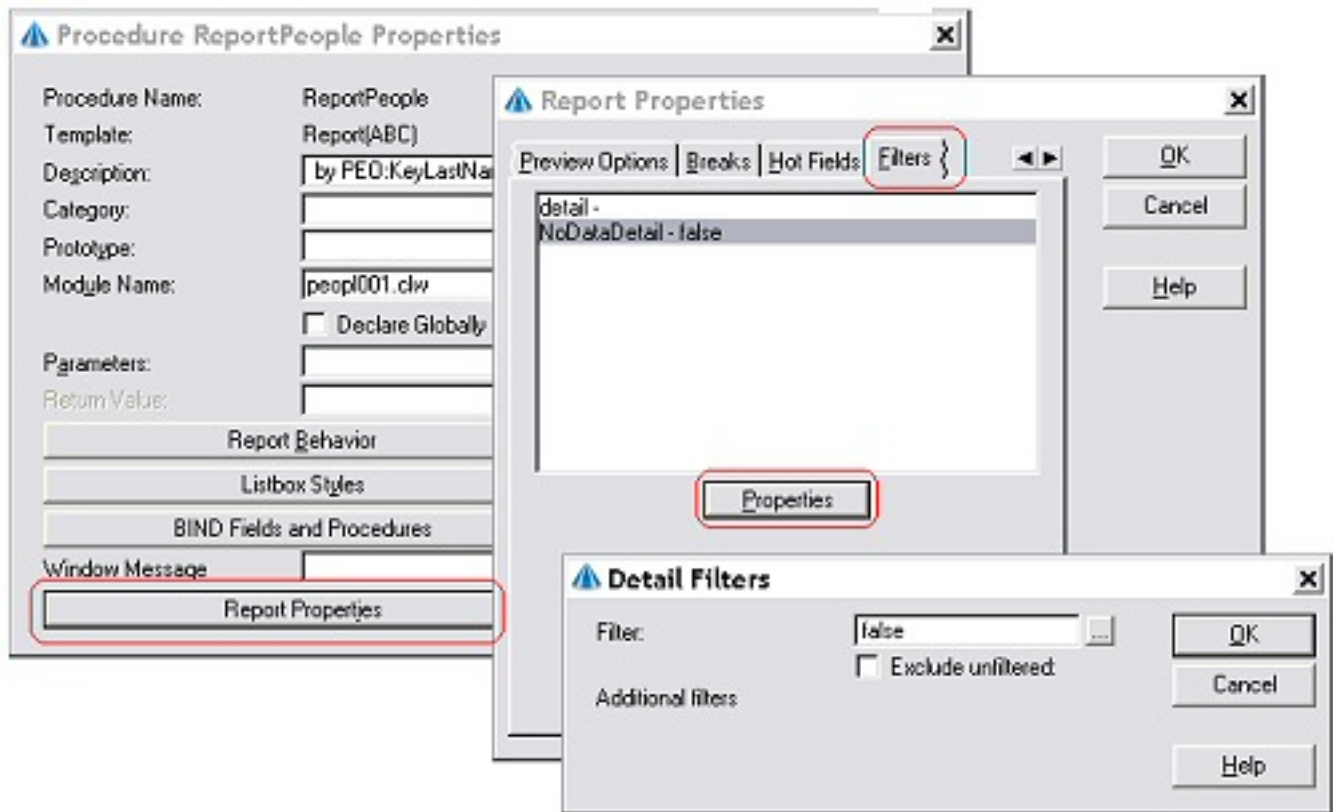 Procedure ReportPeople Properties
Procedure Name: ReportPeople
Template: Report(ABC)
Description: by PEO:KeyLastNa
Category:
Prototype:
Module Name: peopl001.clw
Declare Globally
Parameters:
Return Value:
Report Behavior
Listbox Styles
BIND Fields and Procedures
Window Message
Report Properties
Report Properties
Preview Options Breaks Hot Fields Filters
detail -
NoDataDetail - false
Properties
OK
Cancel
Help
Detail Filters
Filter: false ...
Exclude unfiltered:
Additional filters
OK
Cancel
Help